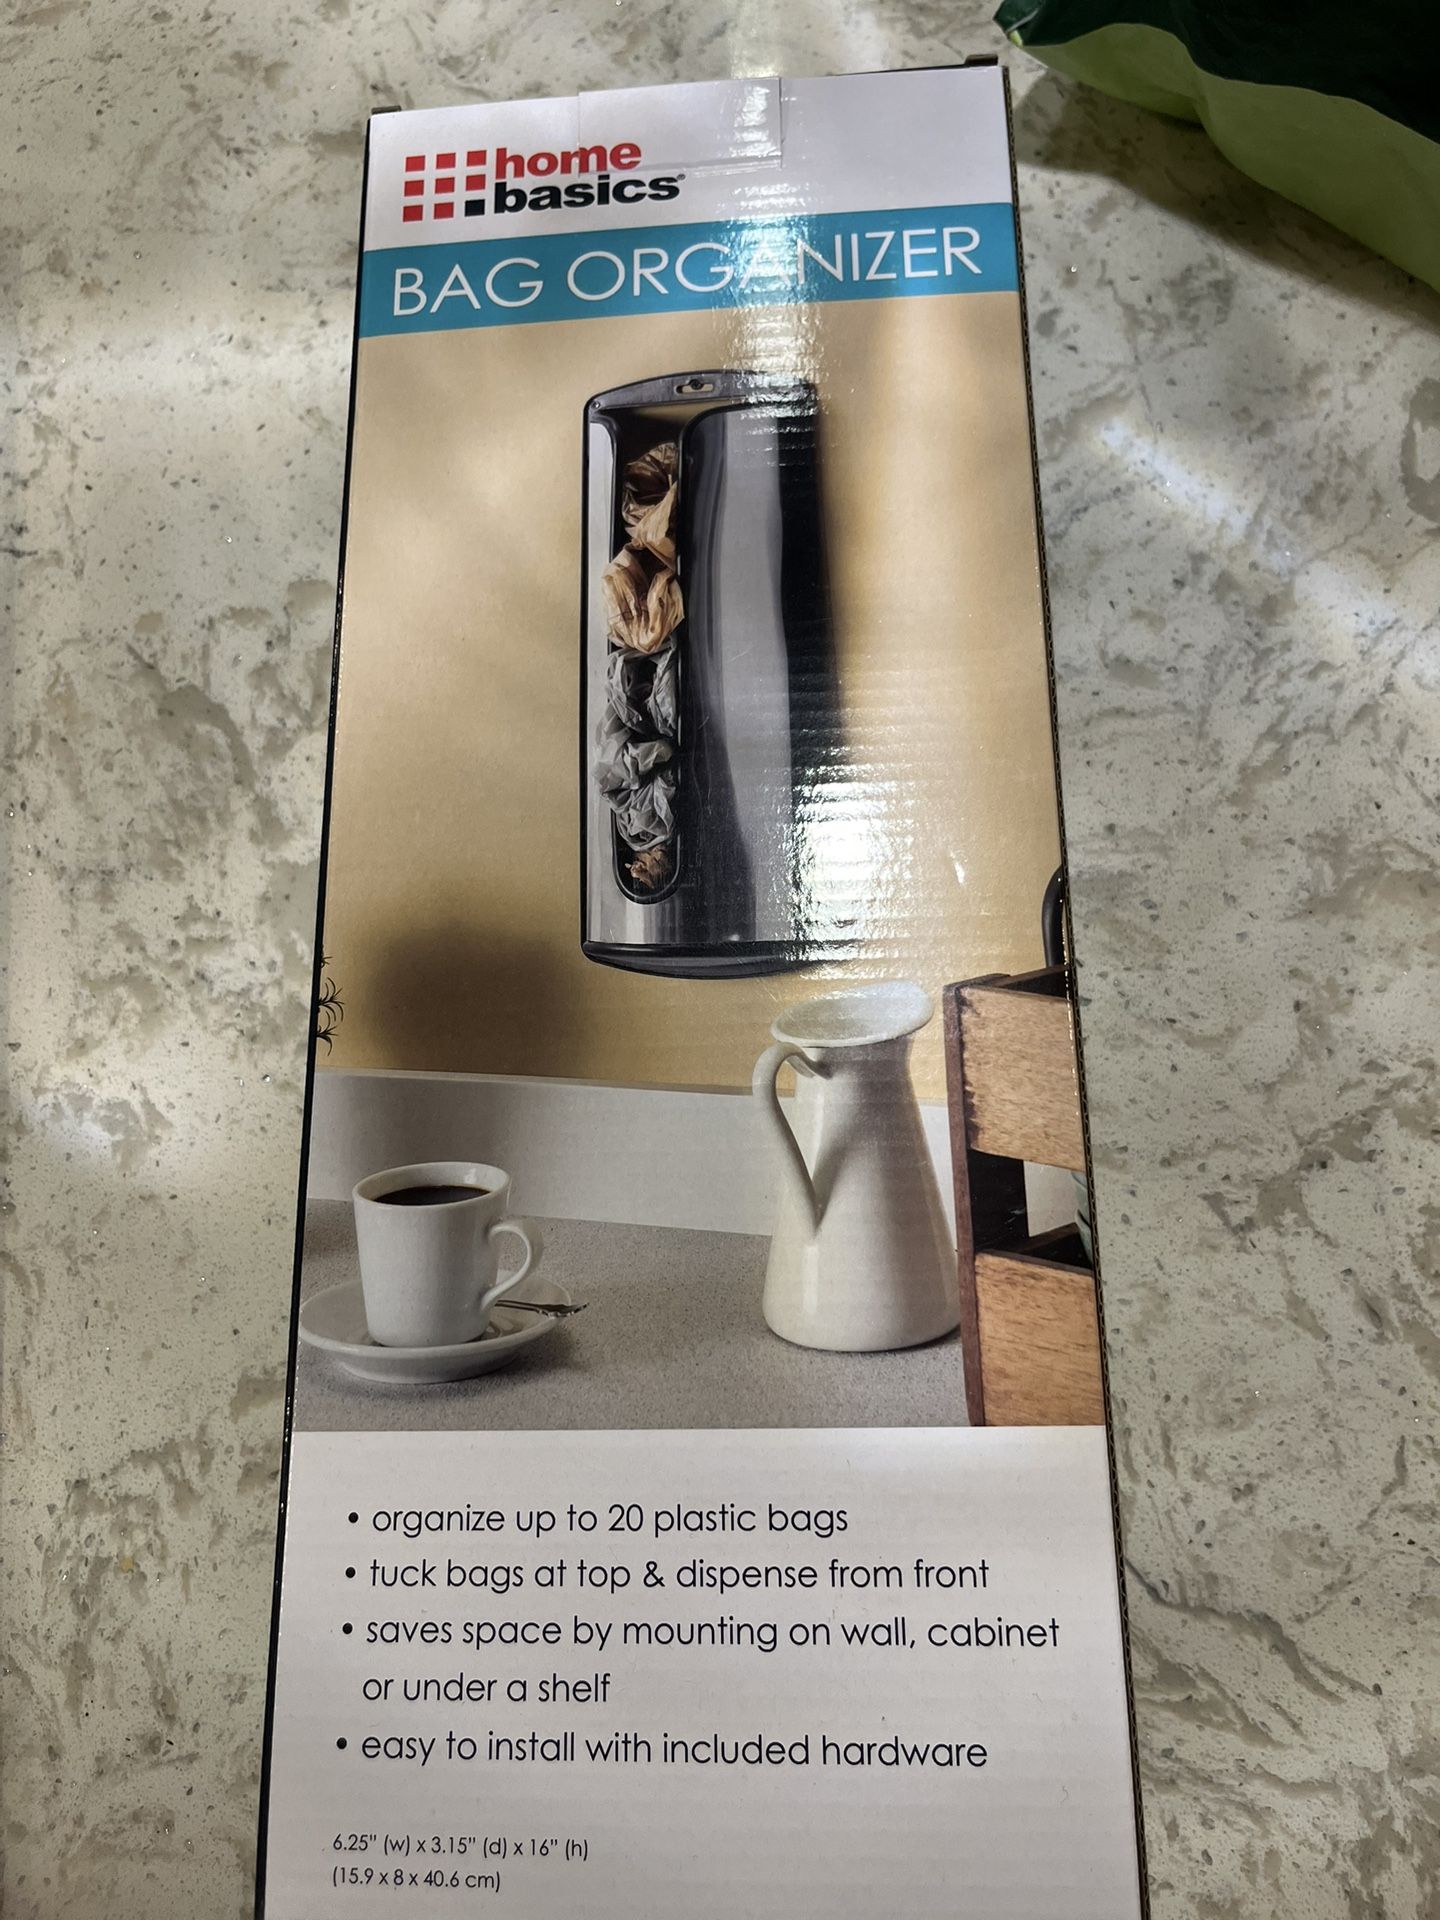 home
basics®
BAG ORGANIZER
• organize up to 20 plastic bags
• tuck bags at top & dispense from front
• saves space by mounting on wall, cabinet
or under a shelf
• easy to install with included hardware
6.25" (w) x 3.15" (d) x 16" (h)
(15.9 x 8 x 40.6 cm)